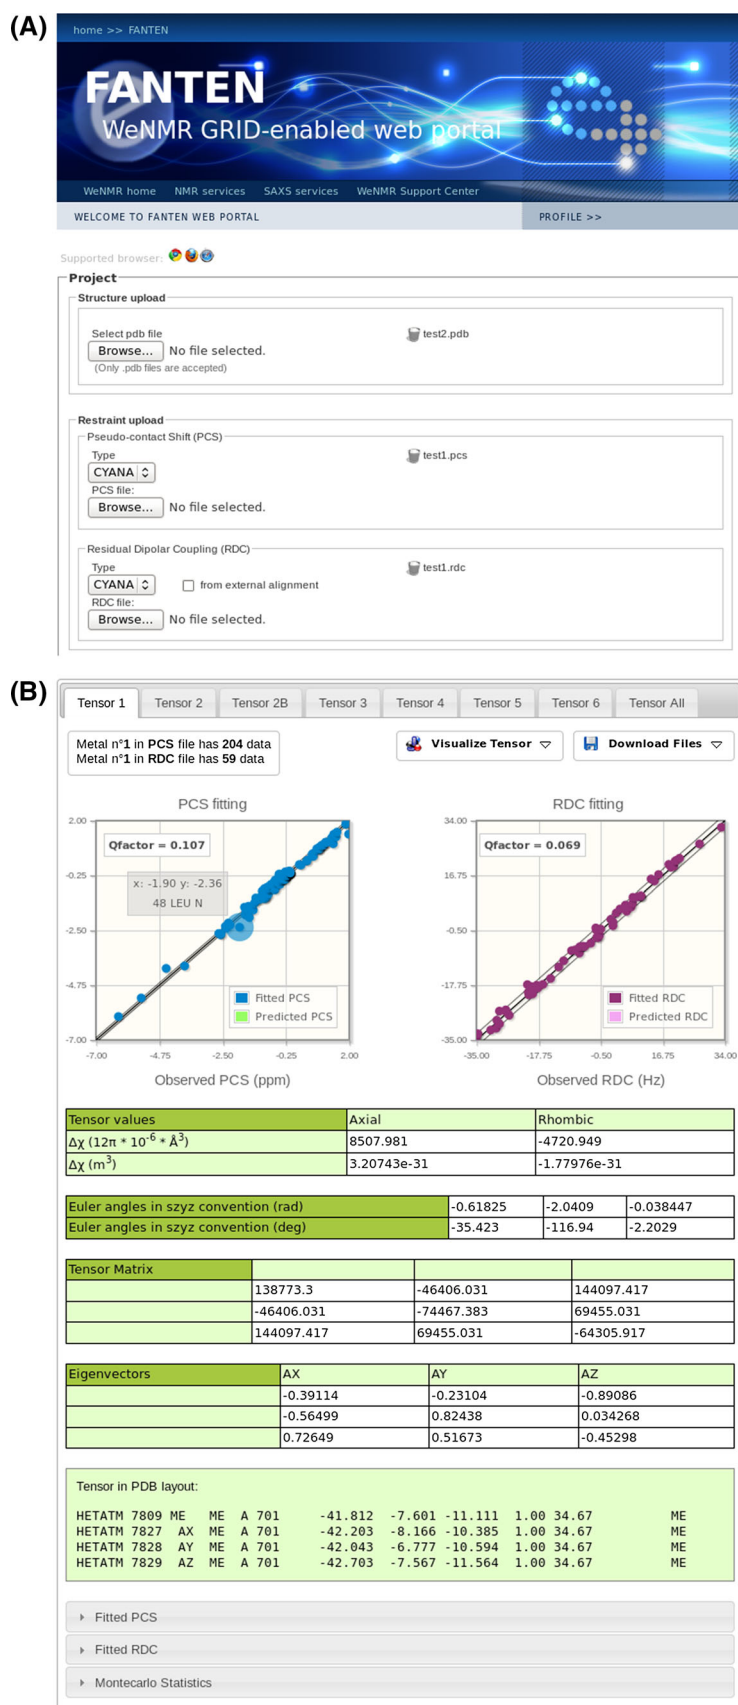 (A)
home >> FANTEN
FANTEN
WeNMR GRID-enabled web portal
WeNMR home NMR services SAXS services WeNMR Support Center
WELCOME TO FANTEN WEB PORTAL PROFILE >>
Supported browser:
Project
Structure upload
Select pdb file test2.pdb
Browse... No file selected.
(Only .pdb files are accepted)
Restraint upload
Pseudo-contact Shift (PCS)
Type test1.pcs
CYANA
PCS file:
Browse... No file selected.
Residual Dipolar Coupling (RDC)
Type test1.rdc
CYANA from external alignment
RDC file:
Browse... No file selected.
(B)
Tensor 1 Tensor 2 Tensor 2B Tensor 3 Tensor 4 Tensor 5 Tensor 6 Tensor All
Metal n°1 in PCS file has 204 data
Metal n°1 in RDC file has 59 data
Visualize Tensor Download Files
PCS fitting
2.00
-0.25
-2.50
-4.75
-7.00
Qfactor = 0.107
x: -1.90 y: -2.36
48 LEU N
Fitted PCS
Predicted PCS
-7.00 -4.75 -2.50 -0.25 2.00
Observed PCS (ppm)
RDC fitting
34.00
16.75
-0.50
-17.75
-35.00
Qfactor = 0.069
Fitted RDC
Predicted RDC
-35.00 -17.75 -0.50 16.75 34.00
Observed RDC (Hz)
Tensor values Axial Rhombic
Δχ (12π * 10-6 * Å3) 8507.981 -4720.949
Δχ (m3) 3.20743e-31 -1.77976e-31
Euler angles in szyz convention (rad) -0.61825 -2.0409 -0.038447
Euler angles in szyz convention (deg) -35.423 -116.94 -2.2029
Tensor Matrix
138773.3 -46406.031 144097.417
-46406.031 -74467.383 69455.031
144097.417 69455.031 -64305.917
Eigenvectors AX AY AZ
-0.39114 -0.23104 -0.89086
-0.56499 0.82438 0.034268
0.72649 0.51673 -0.45298
Tensor in PDB layout:
HETATM 7809 ME ME A 701 -41.812 -7.601 -11.111 1.00 34.67 ME
HETATM 7827 AX ME A 701 -42.203 -8.166 -10.385 1.00 34.67 ME
HETATM 7828 AY ME A 701 -42.043 -6.777 -10.594 1.00 34.67 ME
HETATM 7829 AZ ME A 701 -42.703 -7.567 -11.564 1.00 34.67 ME
Fitted PCS
Fitted RDC
Montecarlo Statistics